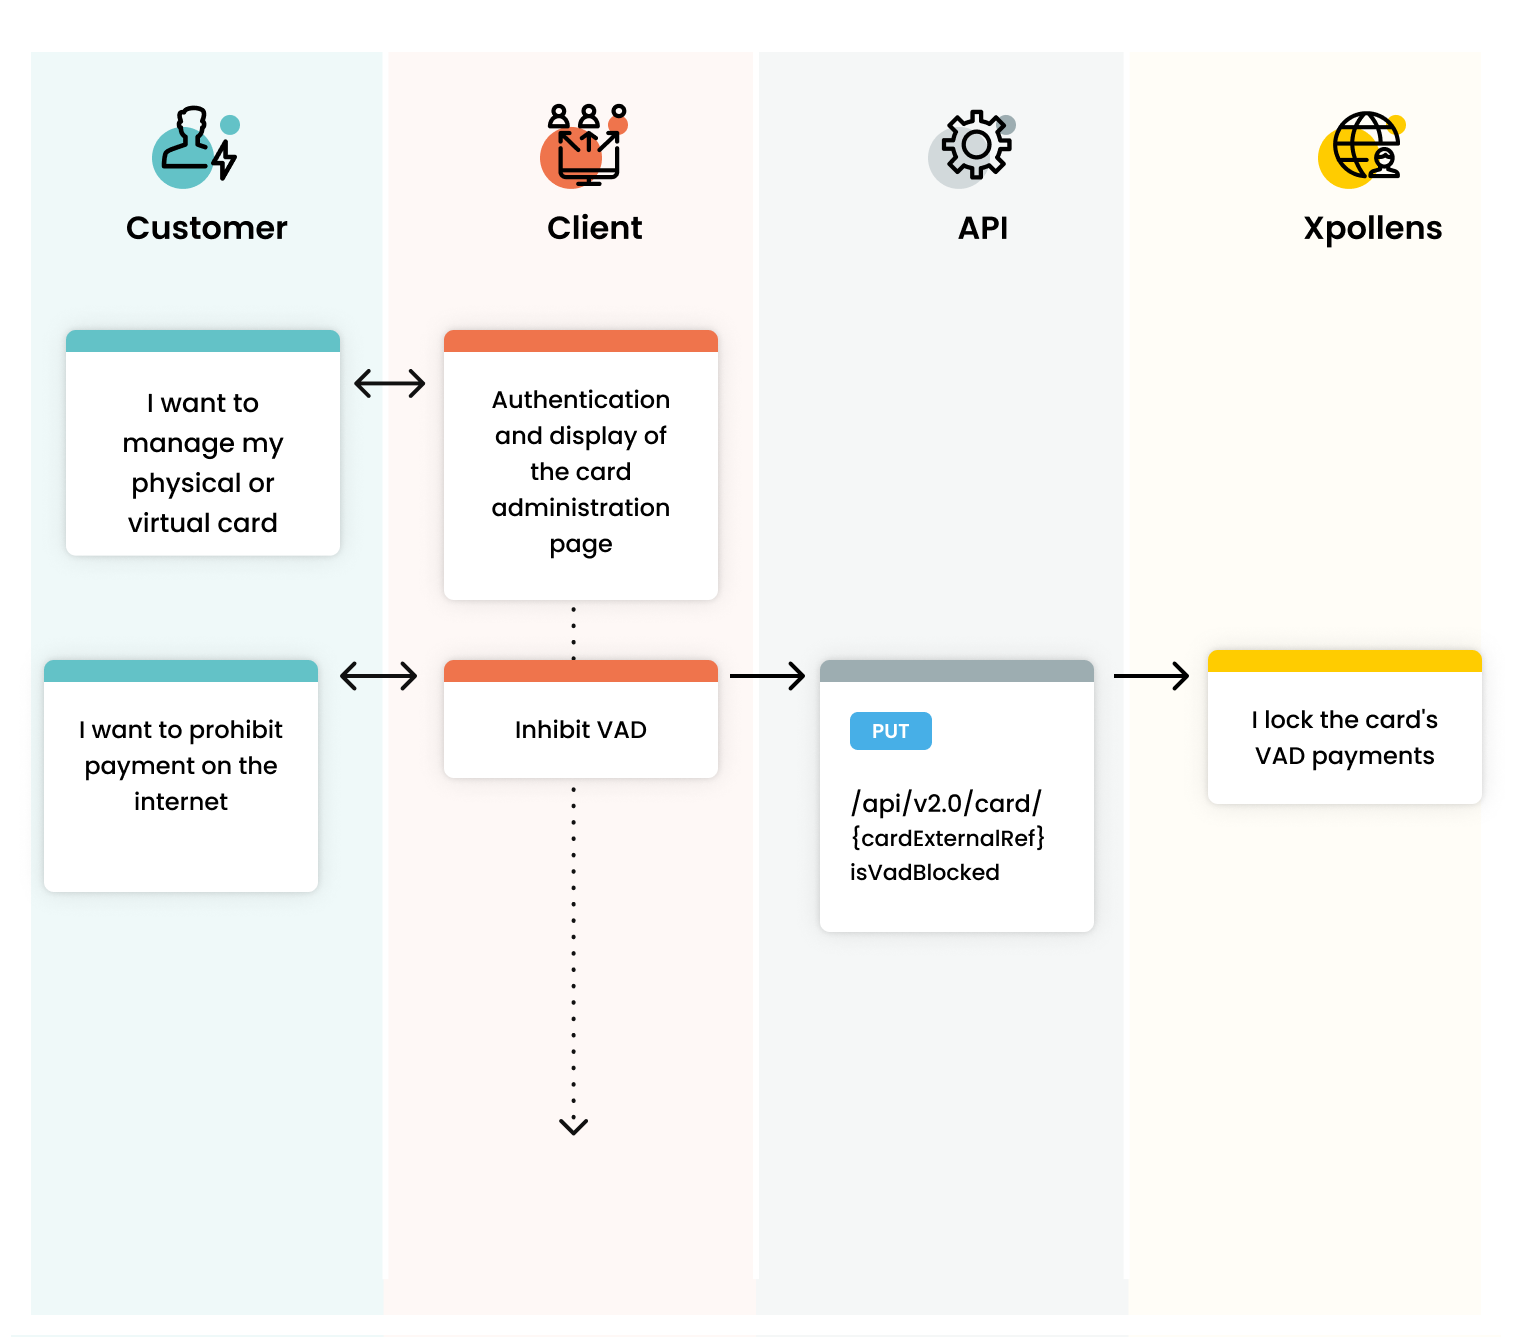 Customer
Client
API
Xpollens
I want to
manage my
physical or
virtual card
Authentication
and display of
the card
administration
page
I want to prohibit
payment on the
internet
Inhibit VAD
PUT
/api/v2.0/card/
{cardExternalRef}
isVadBlocked
I lock the card's
VAD payments